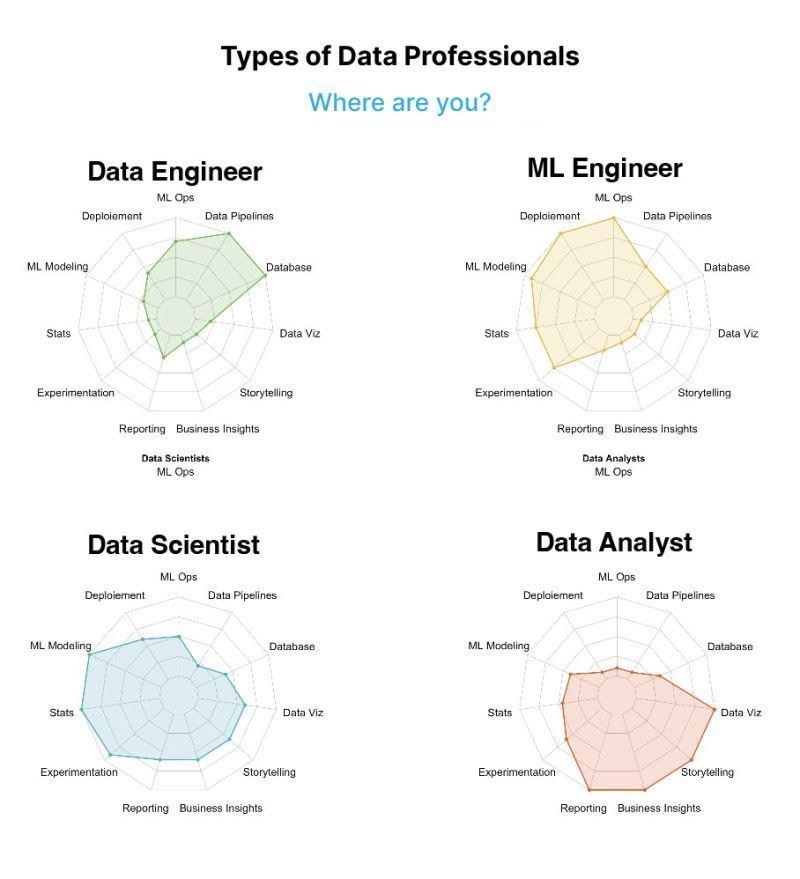 Types of Data Professionals
Where are you?
Data Engineer
ML Ops
Deploiement
Data Pipelines
ML Modeling
Database
Stats
Data Viz
Experimentation
Storytelling
Reporting
Business Insights
Data Scientists
ML Ops
ML Engineer
ML Ops
Deploiement
Data Pipelines
ML Modeling
Database
Stats
Data Viz
Experimentation
Storytelling
Reporting
Business Insights
Data Analysts
ML Ops
Data Scientist
ML Ops
Deploiement
Data Pipelines
ML Modeling
Database
Stats
Data Viz
Experimentation
Storytelling
Reporting
Business Insights
Data Analyst
ML Ops
Deploiement
Data Pipelines
ML Modeling
Database
Stats
Data Viz
Experimentation
Storytelling
Reporting
Business Insights